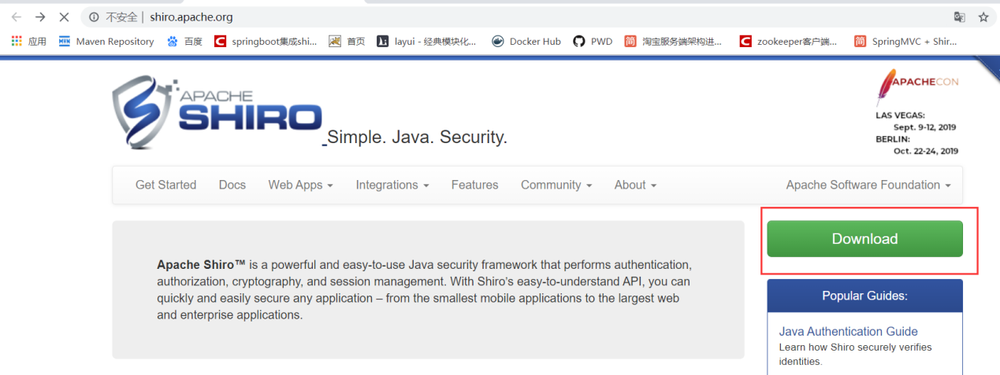 不安全 | shiro.apache.org
应用 Maven Repository 百度 springboot集成shi... 首页 layui - 经典模块化... Docker Hub PWD 淘宝服务端架构进... zookeeper客户端... SpringMVC + Shir...
APACHE
SHIRO
Simple. Java. Security.
APACHECON
LAS VEGAS:
Sept. 9-12, 2019
BERLIN:
Oct. 22-24, 2019
Get Started Docs Web Apps Integrations Features Community About Apache Software Foundation
Download
Apache Shiro™ is a powerful and easy-to-use Java security framework that performs authentication,
authorization, cryptography, and session management. With Shiro’s easy-to-understand API, you can
quickly and easily secure any application – from the smallest mobile applications to the largest web
and enterprise applications.
Popular Guides:
Java Authentication Guide
Learn how Shiro securely verifies
identities.